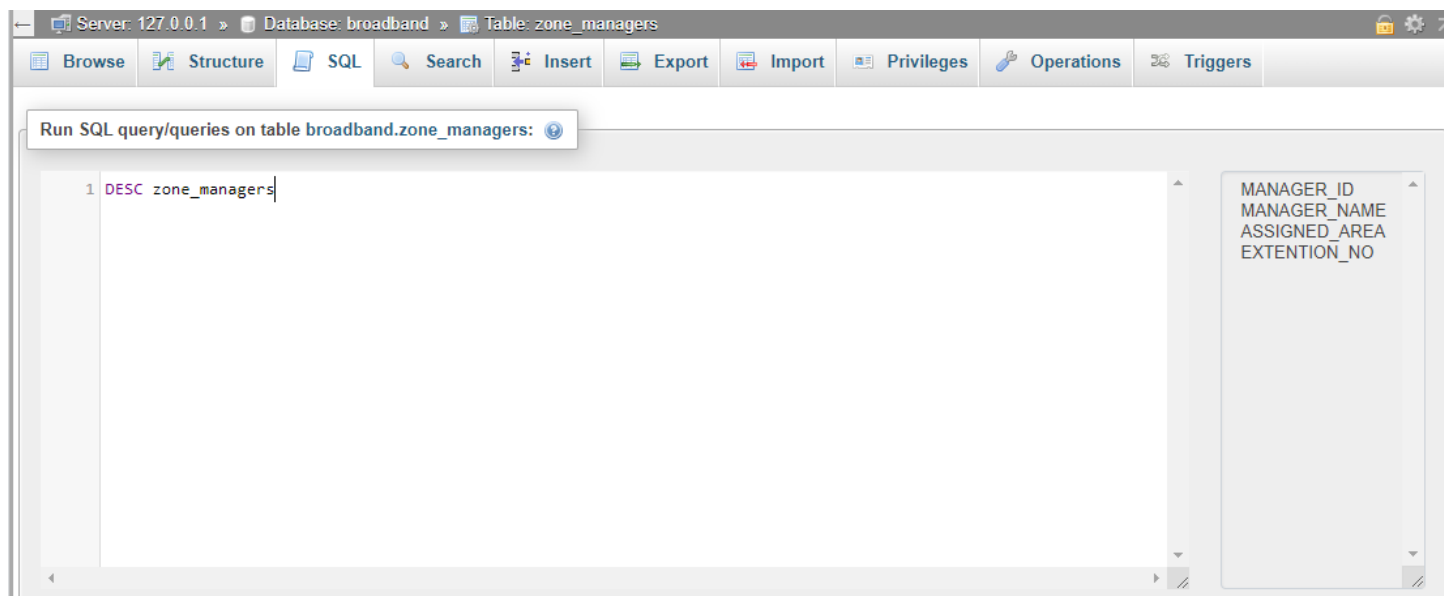 Server: 127.0.0.1 » Database: broadband » Table: zone_managers
Browse Structure SQL Search Insert Export Import Privileges Operations Triggers
Run SQL query/queries on table broadband.zone_managers:
1 DESC zone_managers
MANAGER_ID
MANAGER_NAME
ASSIGNED_AREA
EXTENTION_NO